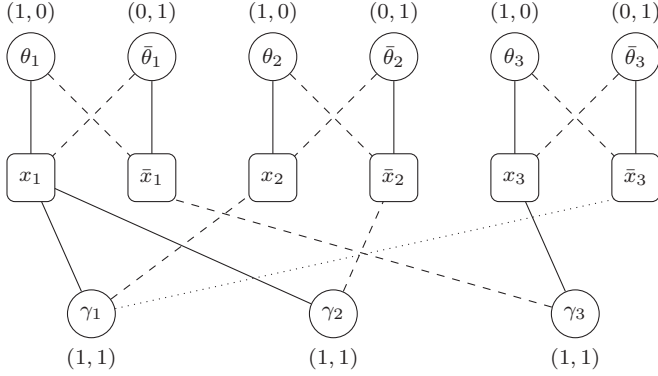 (1, 0) (0, 1) (1, 0) (0, 1) (1, 0) (0, 1)
θ₁ θ̄₁ θ₂ θ̄₂ θ₃ θ̄₃
x₁ x̄₁ x₂ x̄₂ x₃ x̄₃
γ₁ γ₂ γ₃
(1, 1) (1, 1) (1, 1)